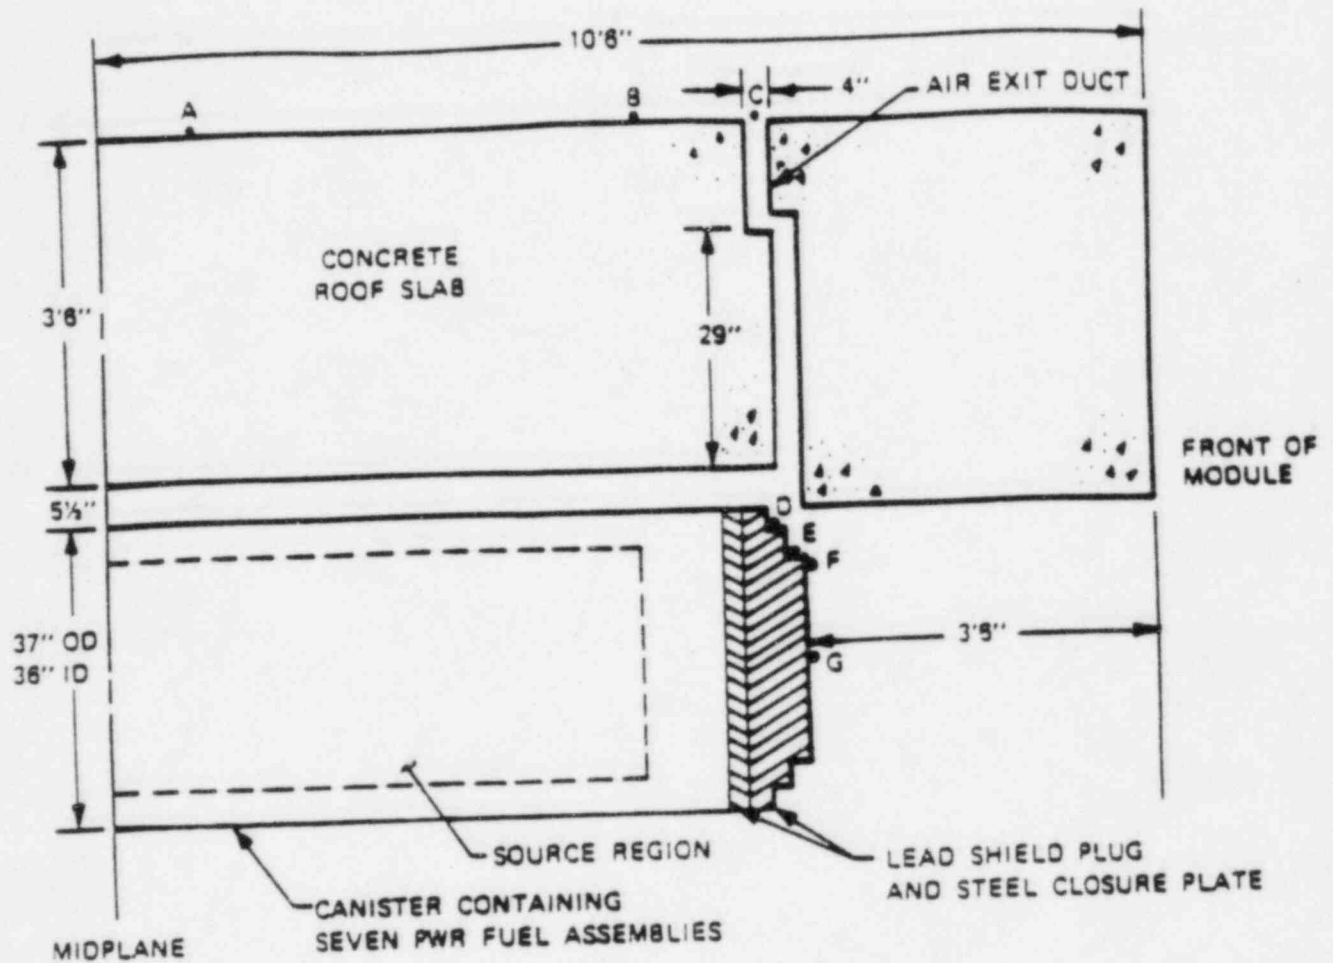 10'6"
A
B
C
4"
AIR EXIT DUCT
CONCRETE
ROOF SLAB
3'6"
29"
FRONT OF
MODULE
5½"
D
E
F
37" OD
36" ID
3'6"
G
SOURCE REGION
LEAD SHIELD PLUG
AND STEEL CLOSURE PLATE
CANISTER CONTAINING
SEVEN PWR FUEL ASSEMBLIES
MIDPLANE